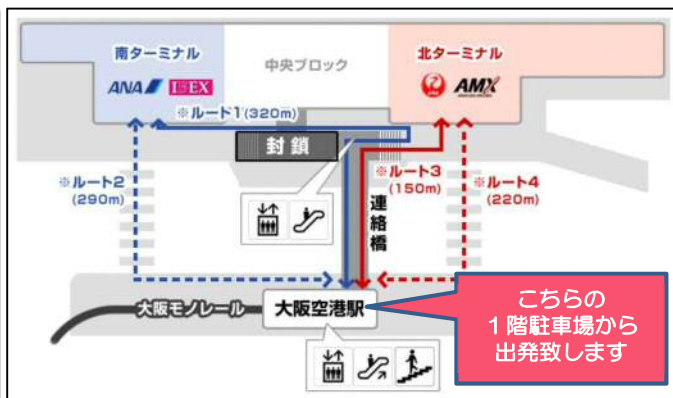 南ターミナル
ANA IBEX
中央ブロック
北ターミナル
AMX
※ルート1(320m)
封鎖
※ルート2
(290m)
※ルート3
(150m)
※ルート4
(220m)
連絡橋
大阪モノレール
大阪空港駅
こちらの
1階駐車場から
出発致します